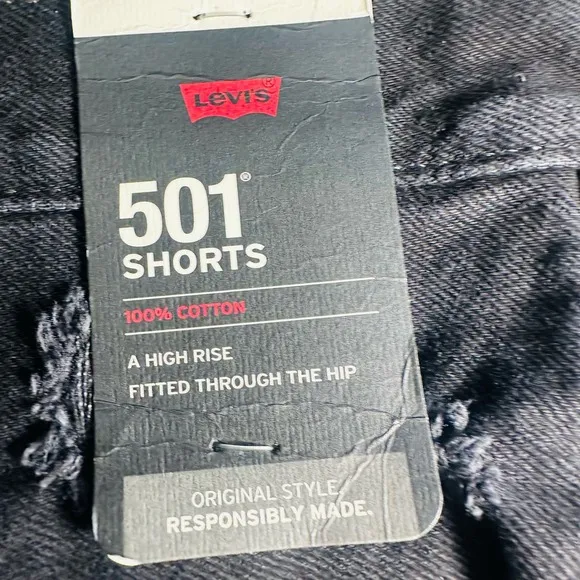 Levi's®
501®
SHORTS
100% COTTON
A HIGH RISE
FITTED THROUGH THE HIP
ORIGINAL STYLE.
RESPONSIBLY MADE.